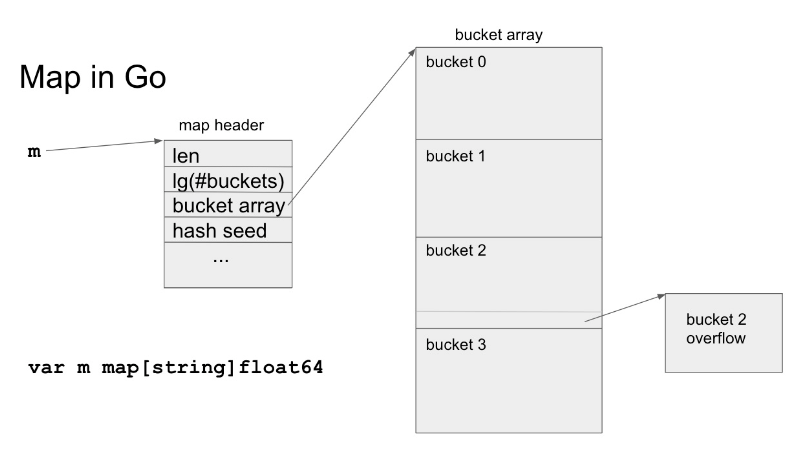 Map in Go
m
map header
len
lg(#buckets)
bucket array
hash seed
...
var m map[string]float64
bucket array
bucket 0
bucket 1
bucket 2
bucket 3
bucket 2
overflow